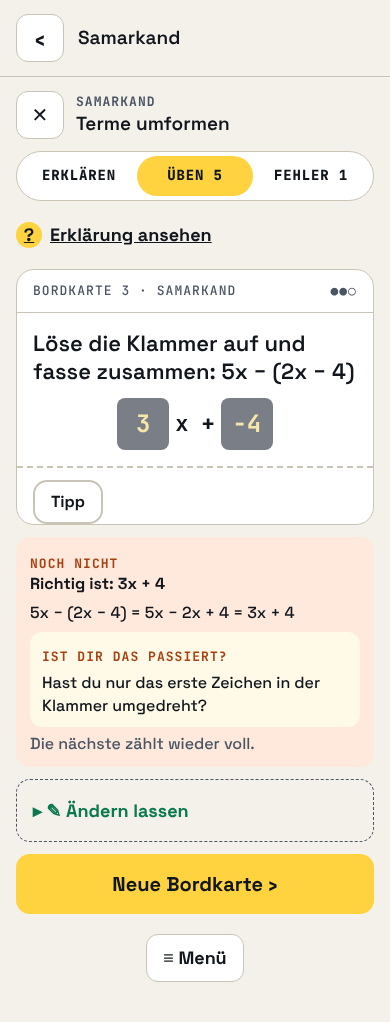 < Samarkand
✕ SAMARKAND
Terme umformen
ERKLÄREN ÜBEN 5 FEHLER 1
? Erklärung ansehen
BORDKARTE 3 · SAMARKAND ●●○
Löse die Klammer auf und
fasse zusammen: 5x − (2x − 4)
3 x + -4
Tipp
NOCH NICHT
Richtig ist: 3x + 4
5x − (2x − 4) = 5x − 2x + 4 = 3x + 4
IST DIR DAS PASSIERT?
Hast du nur das erste Zeichen in der
Klammer umgedreht?
Die nächste zählt wieder voll.
▸ ✎ Ändern lassen
Neue Bordkarte >
≡ Menü